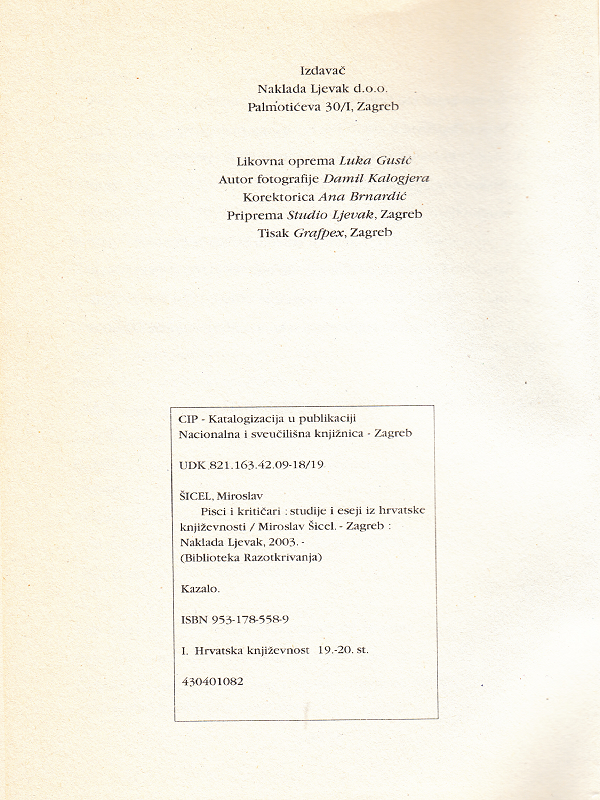 Izdavač
Naklada Ljevak d.o.o.
Palmotićeva 30/I, Zagreb
Likovna oprema Luka Gusić
Autor fotografije Damil Kalogjera
Korektorica Ana Brnardić
Priprema Studio Ljevak, Zagreb
Tisak Grafpex, Zagreb
CIP - Katalogizacija u publikaciji
Nacionalna i sveučilišna knjižnica - Zagreb
UDK 821.163.42.09-18/19
ŠICEL, Miroslav
Pisci i kritičari : studije i eseji iz hrvatske
književnosti / Miroslav Šicel. - Zagreb :
Naklada Ljevak, 2003. -
(Biblioteka Razotkrivanja)
Kazalo.
ISBN 953-178-558-9
I. Hrvatska književnost 19.-20. st.
430401082